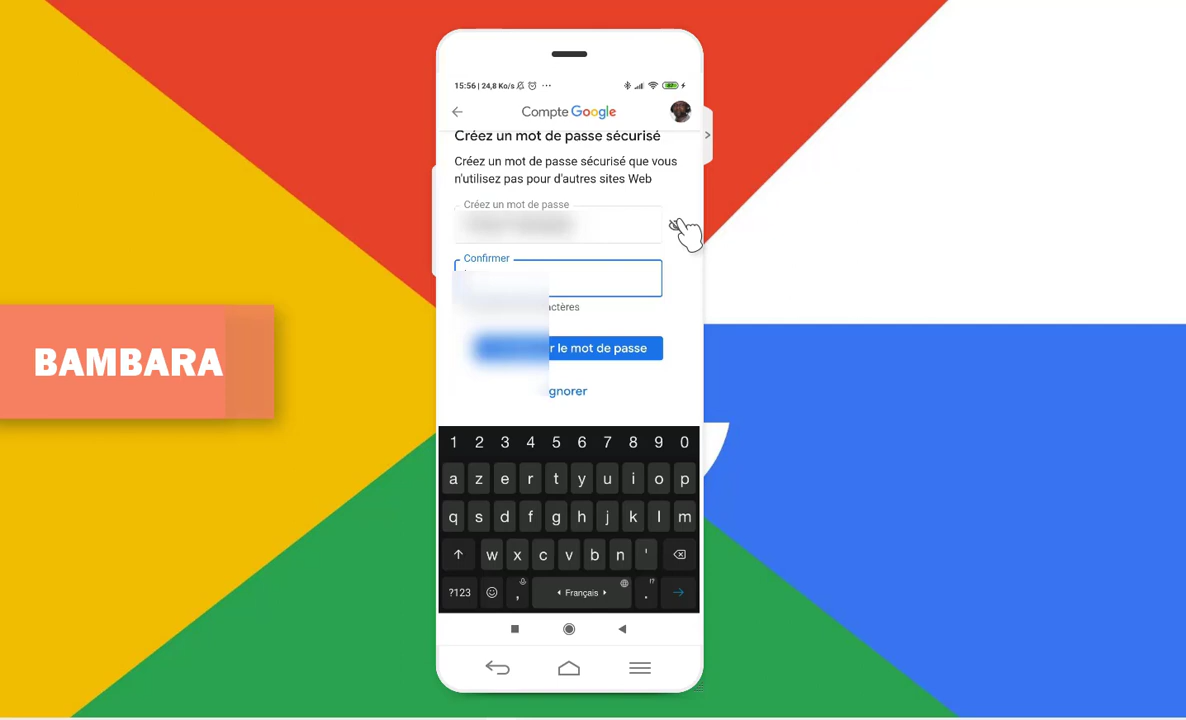 BAMBARA
15:56 | 24,8 Ko/s
Compte Google
Créez un mot de passe sécurisé
Créez un mot de passe sécurisé que vous
n'utilisez pas pour d'autres sites Web
Créez un mot de passe
Confirmer
le mot de passe
1 2 3 4 5 6 7 8 9 0
a z e r t y u i o p
q s d f g h j k l m
w x c v b n '
?123 , Français . !?